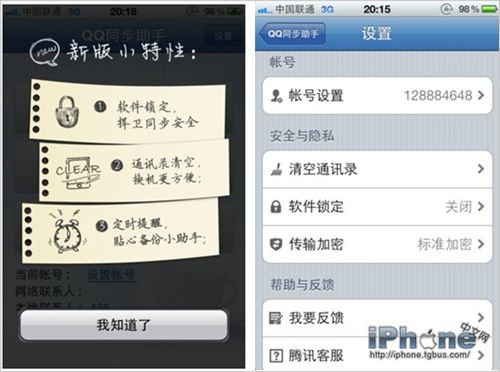 中国联通 3G 20:18 96%
QQ同步助手
设置
new 新版小特性:
1 软件锁定,
捍卫同步安全
CLEAR
2 通讯录清空,
换机更方便;
3 定时提醒,
贴心备份小助手;
当前帐号: 设置帐号
网络联系人:
我知道了
中国联通 3G 20:15 98%
QQ同步助手
设置
帐号
帐号设置 128884648
安全与隐私
清空通讯录
软件锁定 关闭
传输加密 标准加密
帮助与反馈
我要反馈
腾讯客服
iPhone 中文网
http://iphone.tgbus.com/